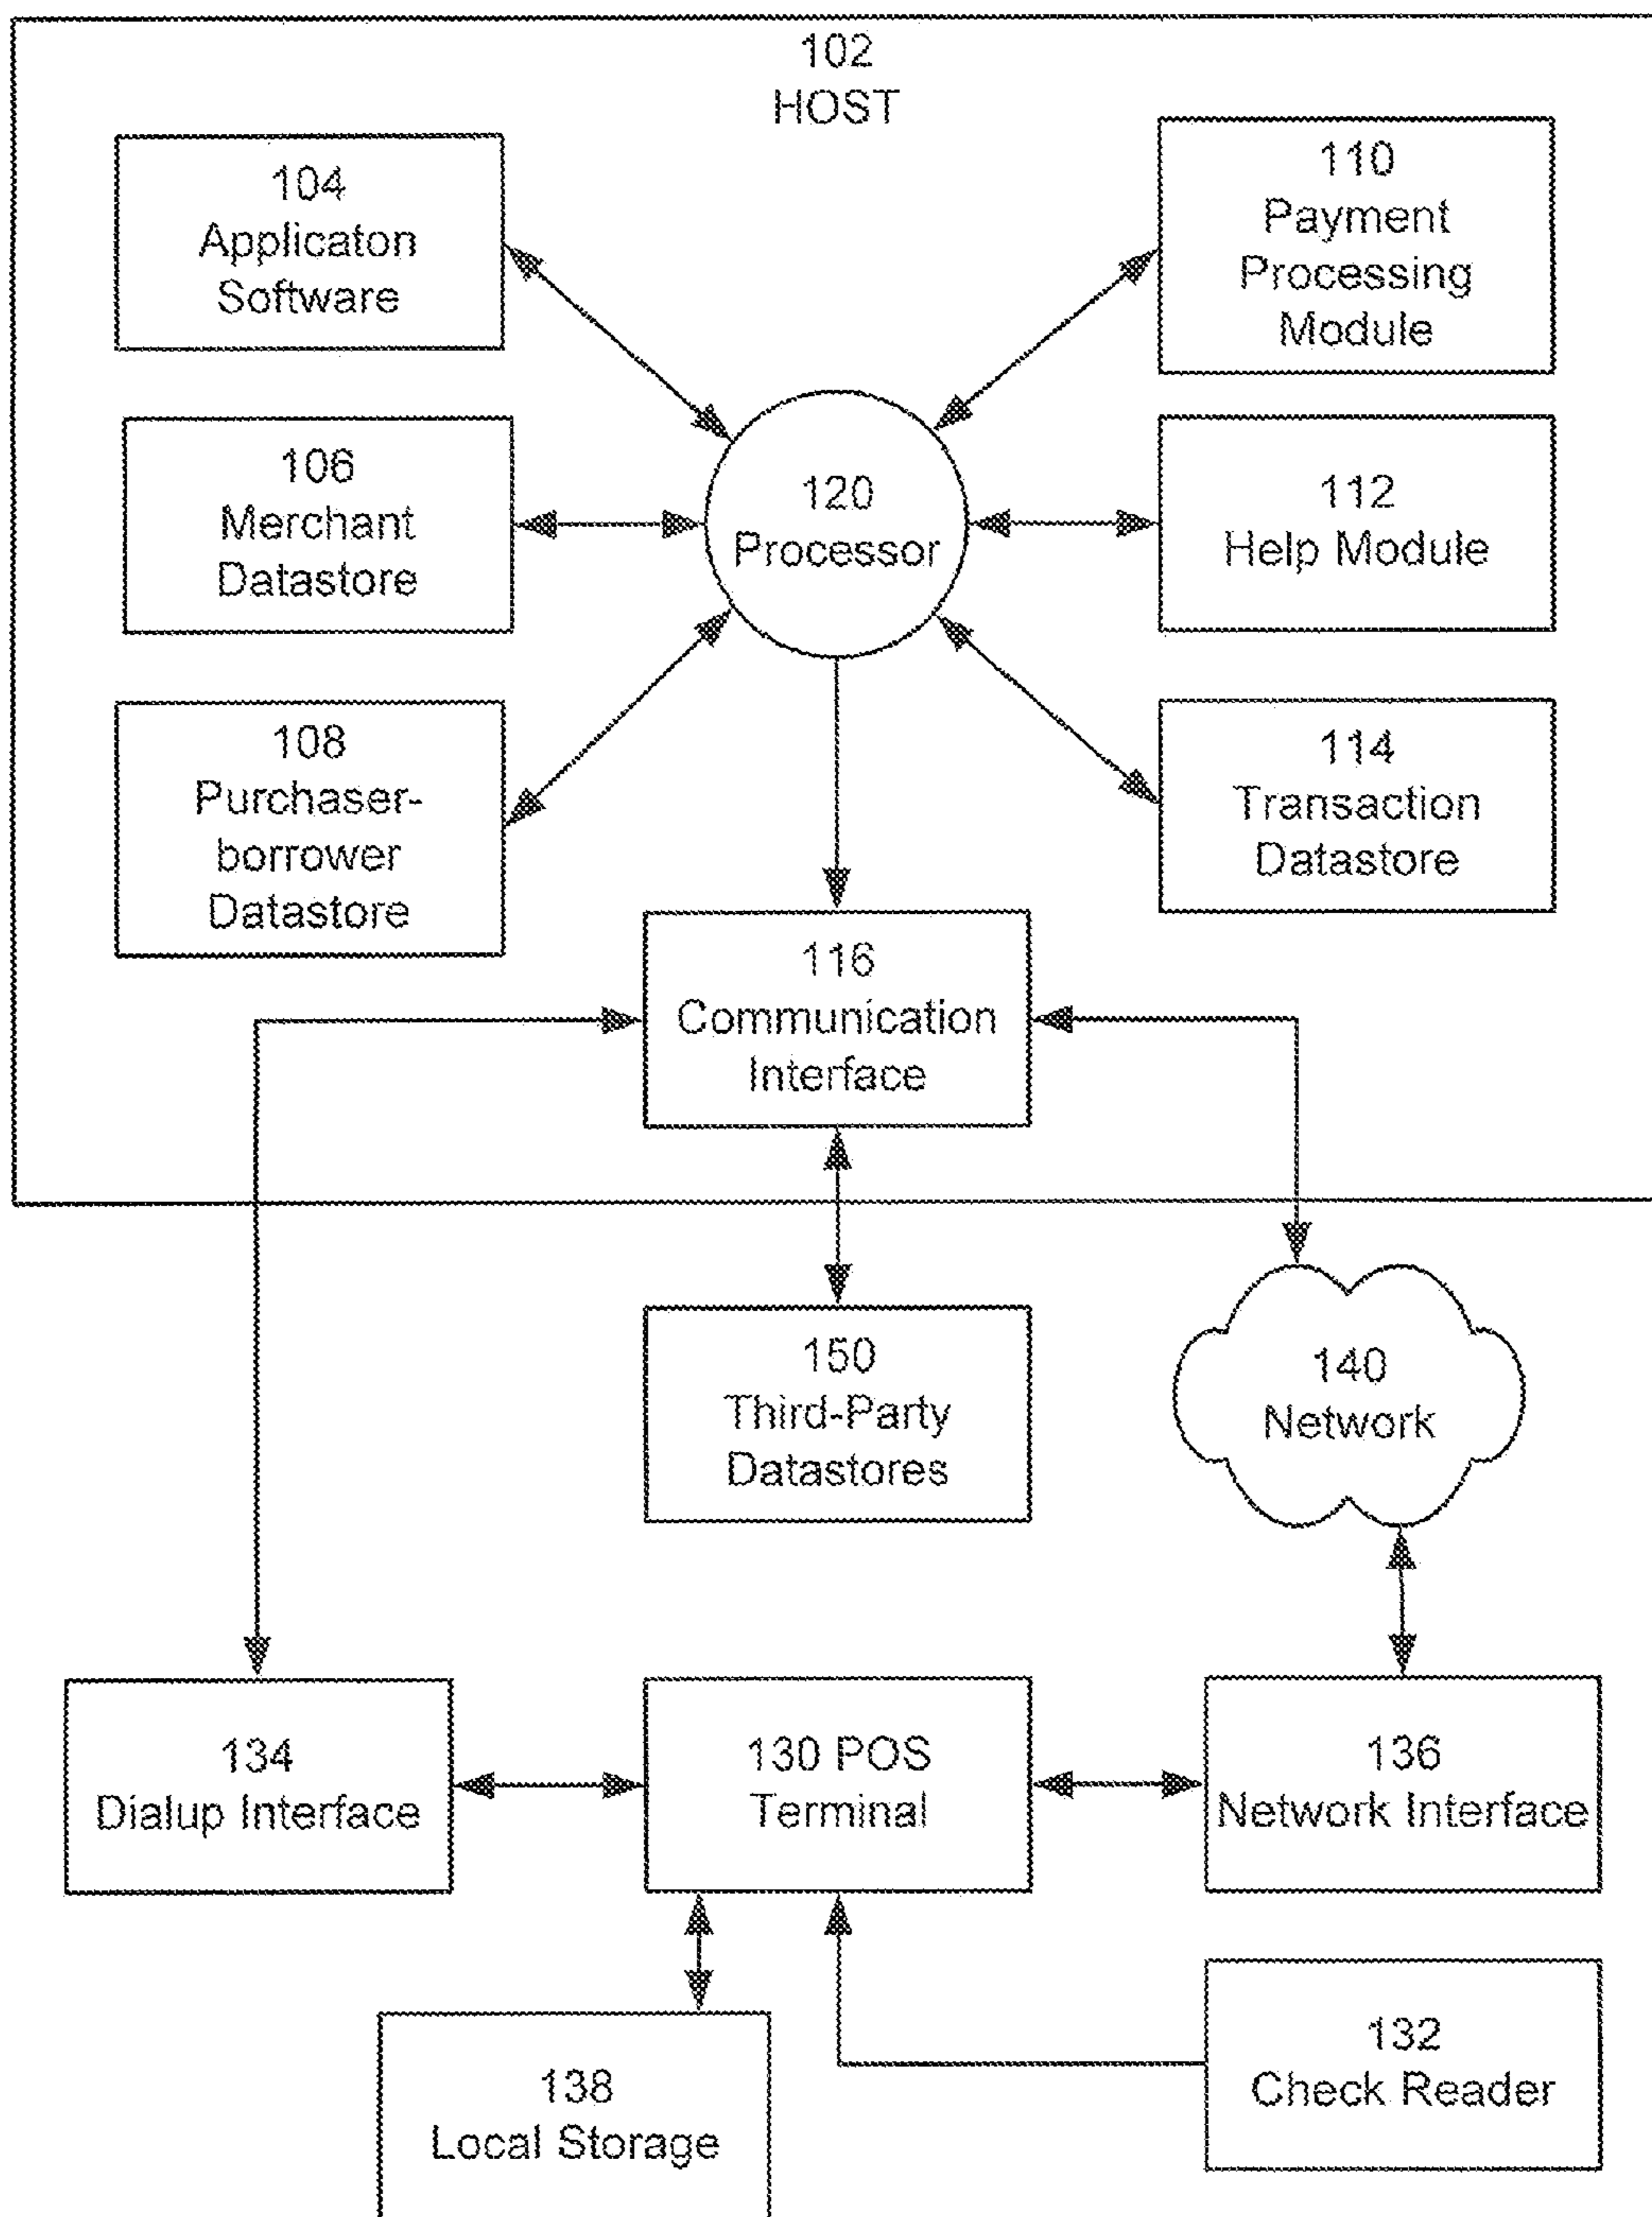 102
HOST
104
Applicaton
Software
110
Payment
Processing
Module
106
Merchant
Datastore
120
Processor
112
Help Module
108
Purchaser-
borrower
Datastore
114
Transaction
Datastore
116
Communication
Interface
150
Third-Party
Datastores
140
Network
134
Dialup Interface
130 POS
Terminal
136
Network Interface
138
Local Storage
132
Check Reader